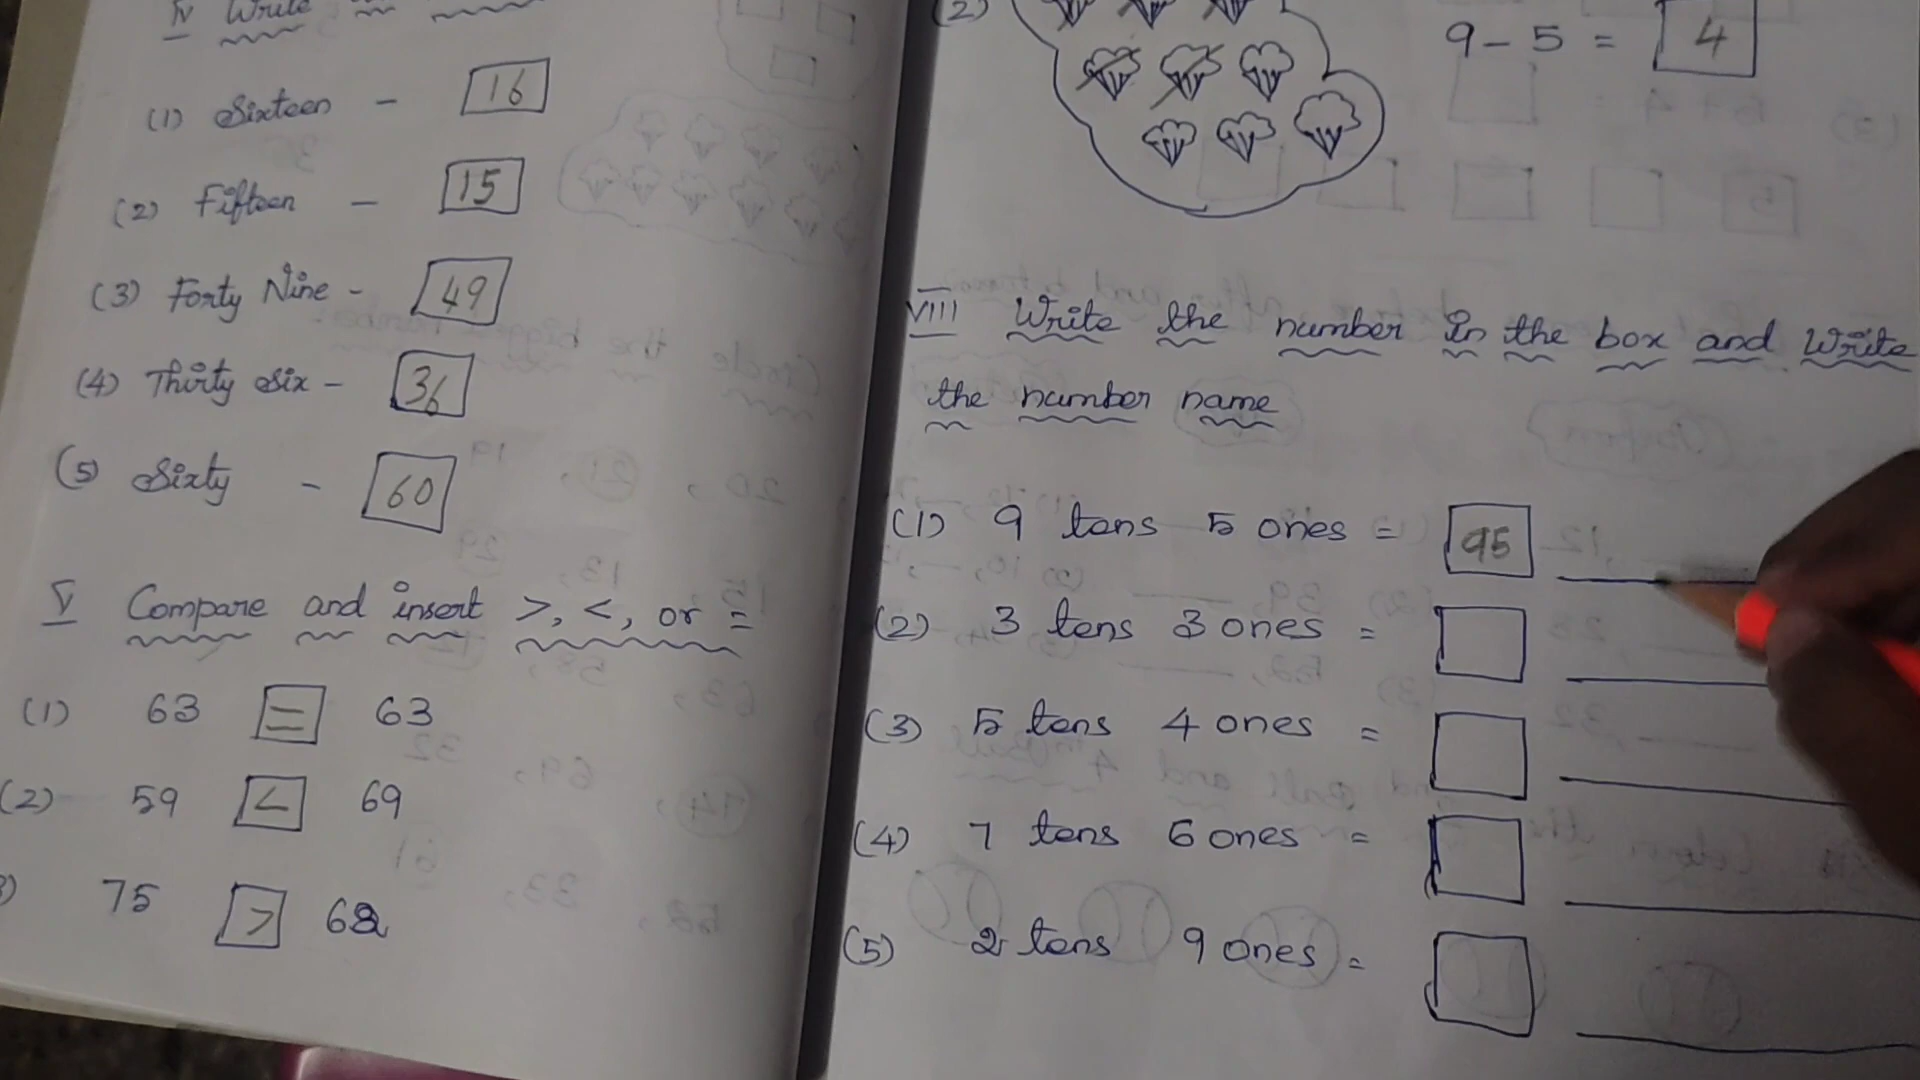 IV Write
(1) Sixteen - 16
(2) Fifteen - 15
(3) Forty Nine - 49
(4) Thirty Six - 36
(5) Sixty - 60
V Compare and insert >, <, or =
(1) 63 = 63
(2) 59 < 69
75 > 62
(2)
9 - 5 = 4
VIII Write the number in the box and Write
the number name
(1) 9 tens 5 ones = 95
(2) 3 tens 3 ones =
(3) 5 tens 4 ones =
(4) 7 tens 6 ones =
(5) 2 tens 9 ones =